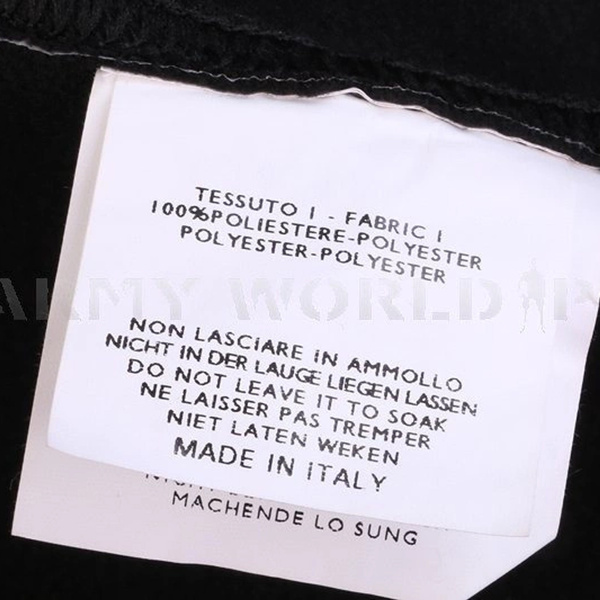 TESSUTO 1 - FABRIC 1
100%POLIESTERE-POLYESTER
POLYESTER-POLYESTER
ARMY WORLD
NON LASCIARE IN AMMOLLO
NICHT IN DER LAUGE LIEGEN LASSEN
DO NOT LEAVE IT TO SOAK
NE LAISSER PAS TREMPER
NIET LATEN WEKEN
MADE IN ITALY
MACHENDE LO SUNG